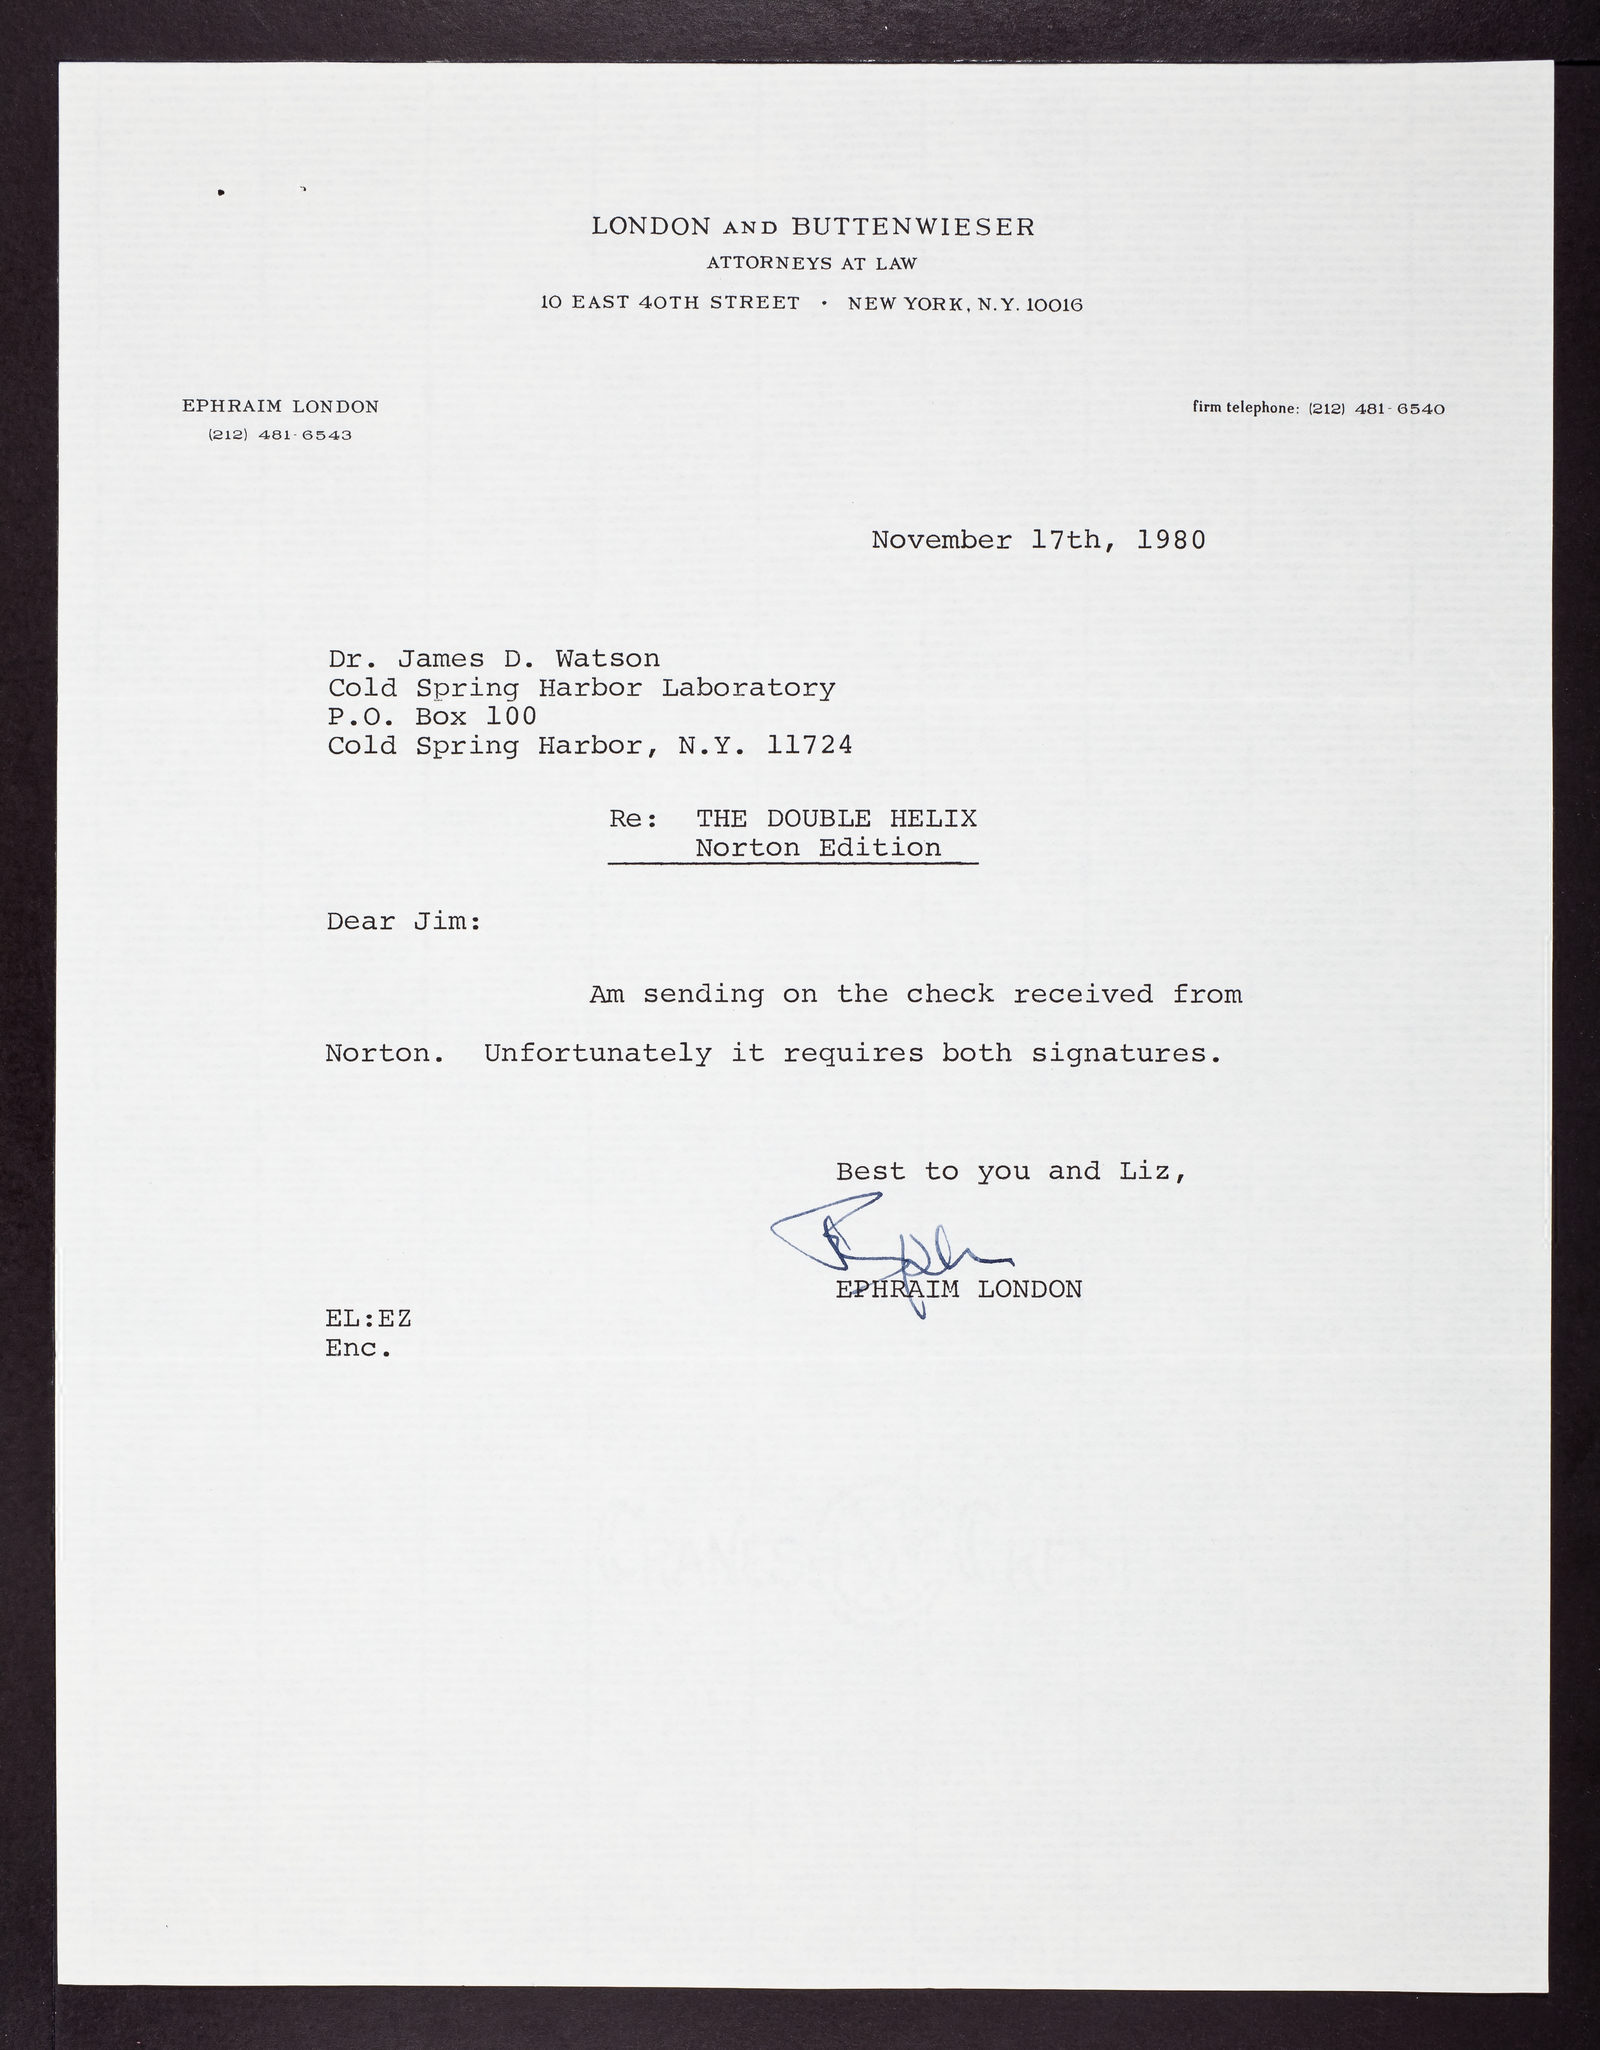 LONDON AND BUTTENWIESER
ATTORNEYS AT LAW
10 EAST 40TH STREET · NEW YORK, N.Y. 10016
EPHRAIM LONDON
(212) 481-6543
firm telephone: (212) 481-6540
November 17th, 1980
Dr. James D. Watson
Cold Spring Harbor Laboratory
P.O. Box 100
Cold Spring Harbor, N.Y. 11724
Re: THE DOUBLE HELIX
Norton Edition
Dear Jim:
Am sending on the check received from
Norton. Unfortunately it requires both signatures.
Best to you and Liz,
Ephraim
EPHRAIM LONDON
EL:EZ
Enc.